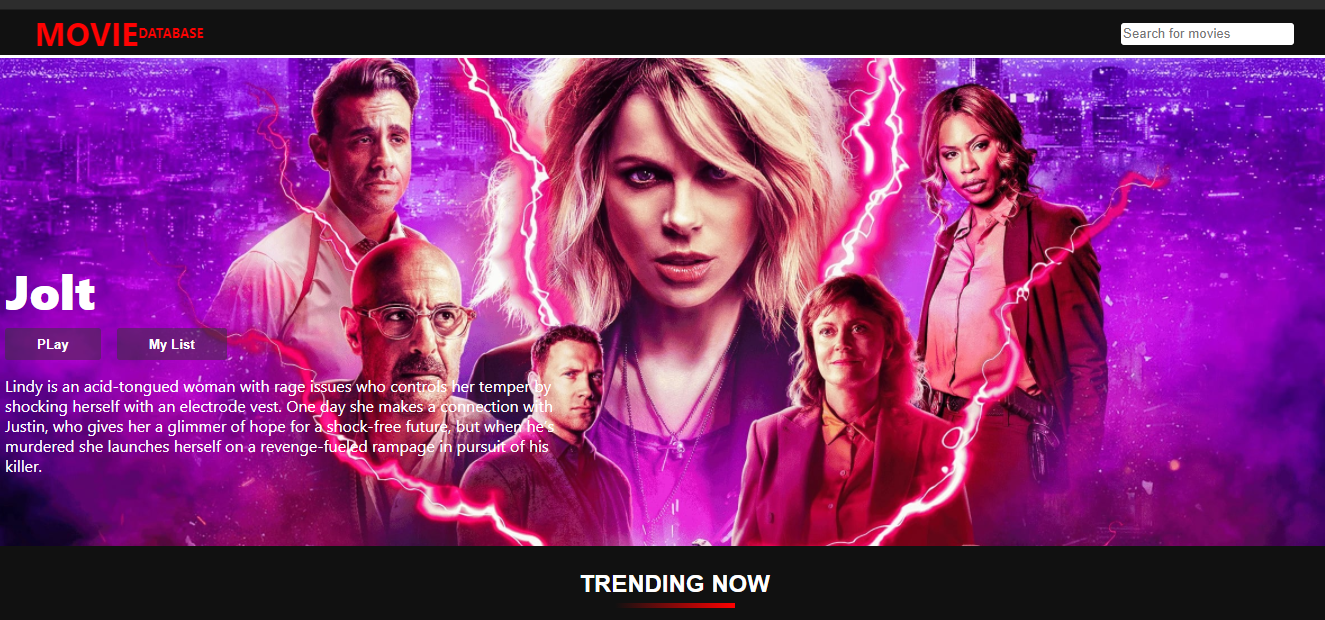 MOVIE DATABASE
Search for movies
Jolt
PLay
My List
Lindy is an acid-tongued woman with rage issues who controls her temper by
shocking herself with an electrode vest. One day she makes a connection with
Justin, who gives her a glimmer of hope for a shock-free future, but when he's
murdered she launches herself on a revenge-fueled rampage in pursuit of his
killer.
TRENDING NOW